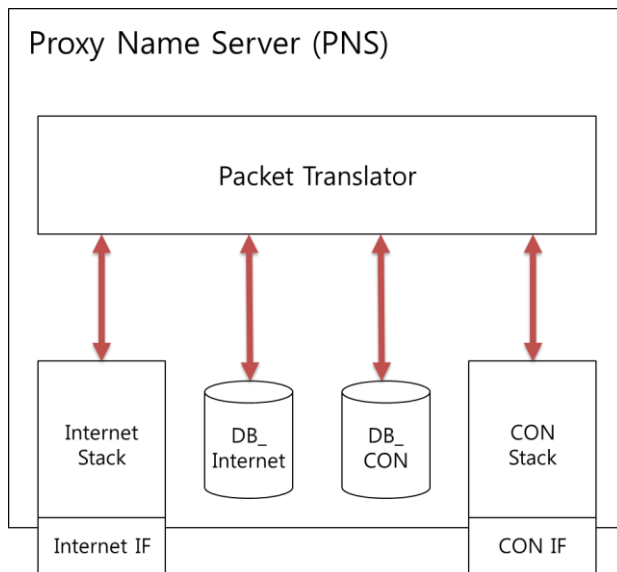 Proxy Name Server (PNS)
Packet Translator
Internet
Stack
DB_
Internet
DB_
CON
CON
Stack
Internet IF
CON IF